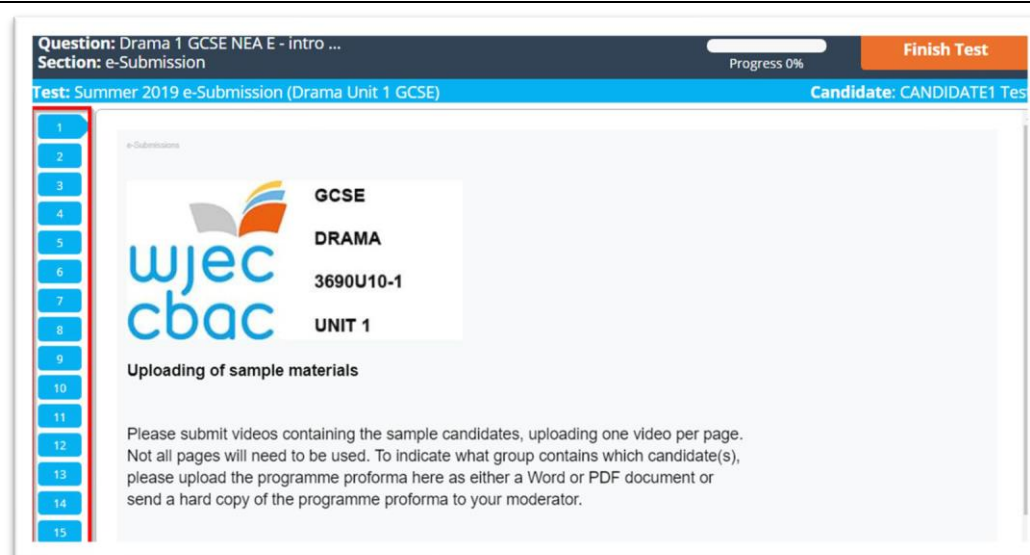 Question: Drama 1 GCSE NEA E - intro ...
Section: e-Submission
Progress 0%
Finish Test
Test: Summer 2019 e-Submission (Drama Unit 1 GCSE)
Candidate: CANDIDATE1 Tes
1
2
3
4
5
6
7
8
9
10
11
12
13
14
15
e-Submissions
wjec
cbac
GCSE
DRAMA
3690U10-1
UNIT 1
Uploading of sample materials
Please submit videos containing the sample candidates, uploading one video per page.
Not all pages will need to be used. To indicate what group contains which candidate(s),
please upload the programme proforma here as either a Word or PDF document or
send a hard copy of the programme proforma to your moderator.